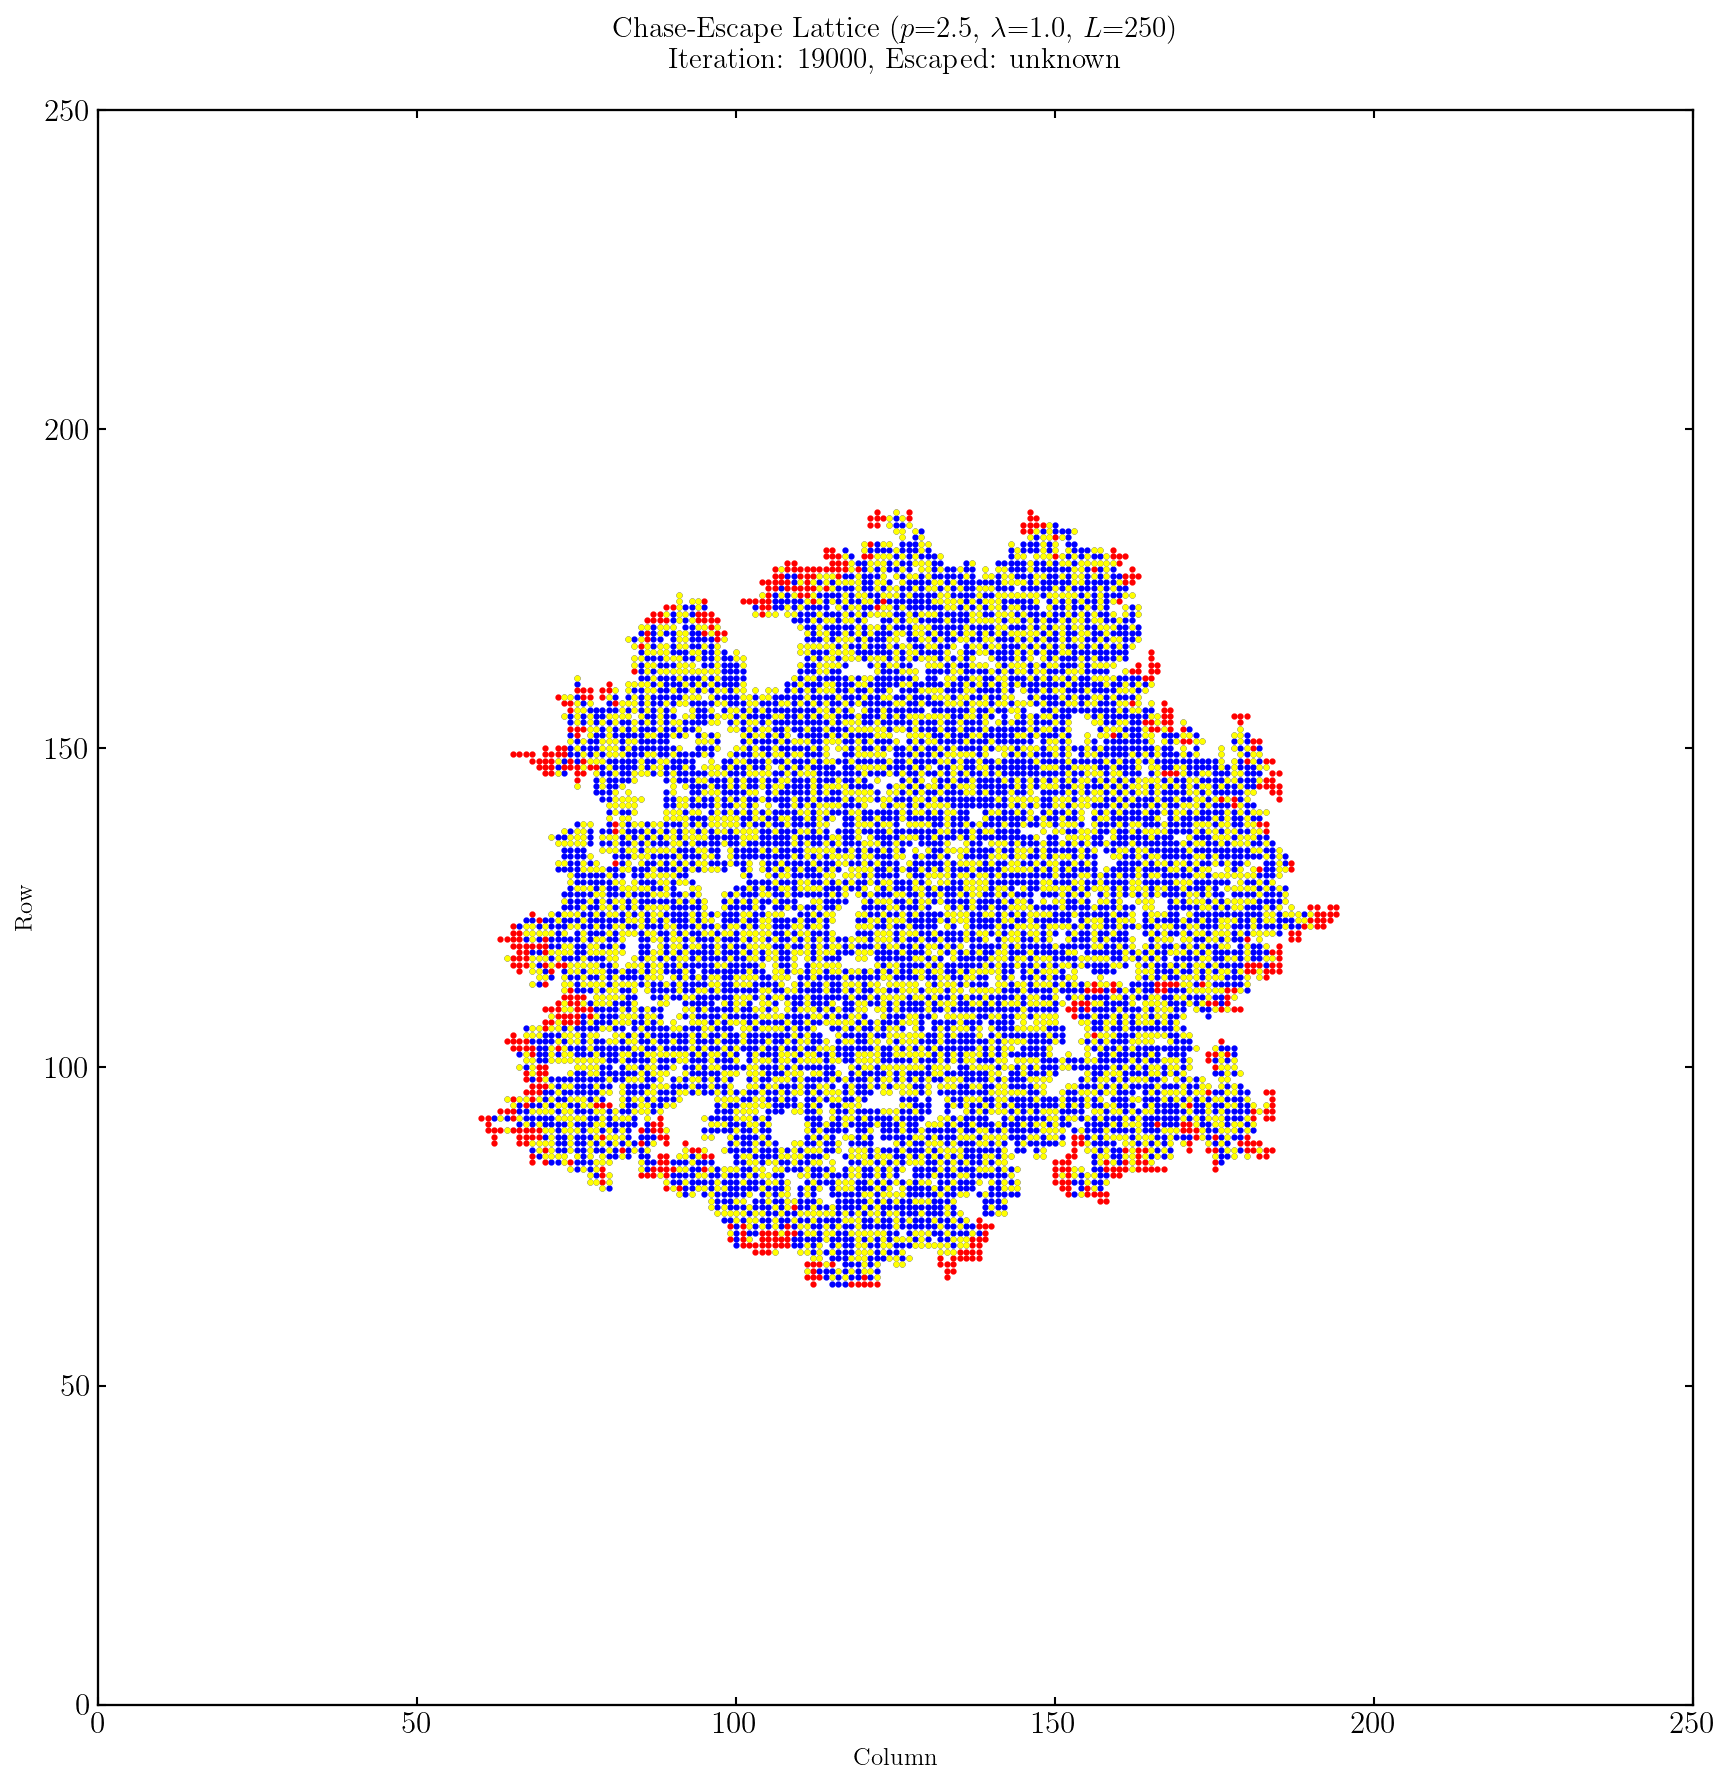 Chase-Escape Lattice (p=2.5, λ=1.0, L=250)
Iteration: 19000, Escaped: unknown
250
200
150
100
50
0
Row
0 50 100 150 200 250
Column